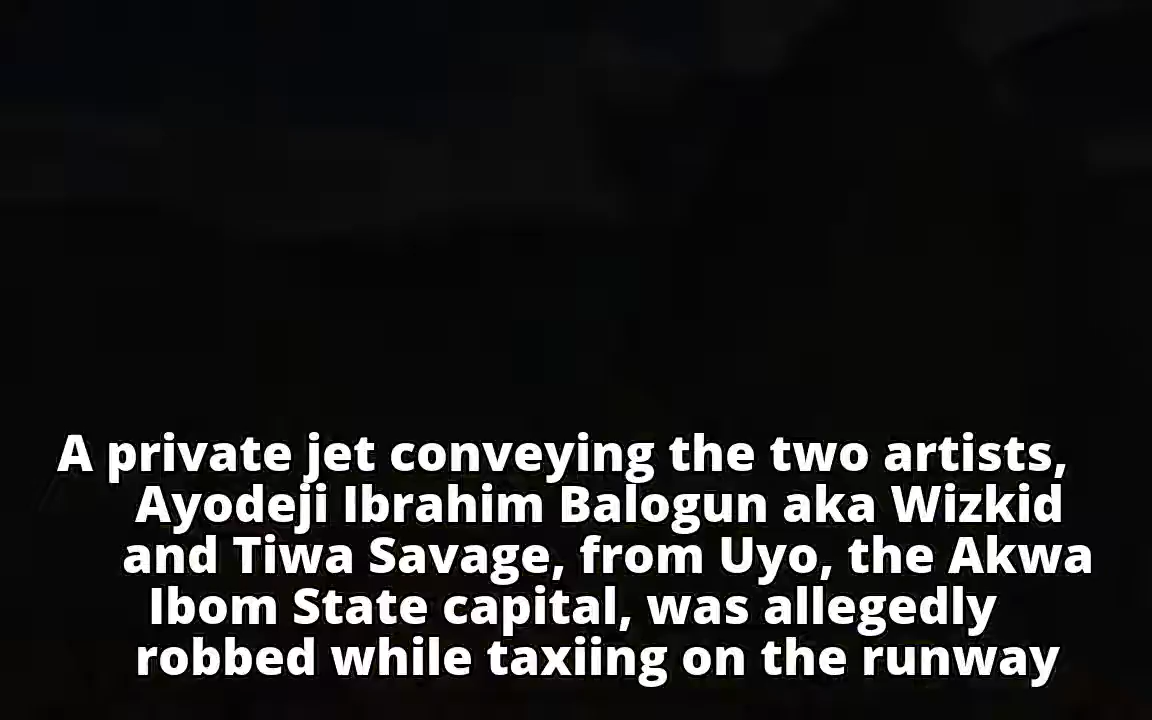 A private jet conveying the two artists,
Ayodeji Ibrahim Balogun aka Wizkid
and Tiwa Savage, from Uyo, the Akwa
Ibom State capital, was allegedly
robbed while taxiing on the runway